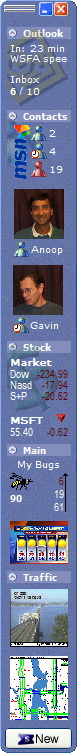 Outlook
In: 23 min
WSFA spee
Inbox
6 / 10
Contacts
msn
2
4
19
Anoop
Gavin
Stock
Market
Dow -234.99
Nasd -17.94
S+P -20.62
MSFT
55.40 -0.62
Main
My Bugs
6
90 19
61
Traffic
New